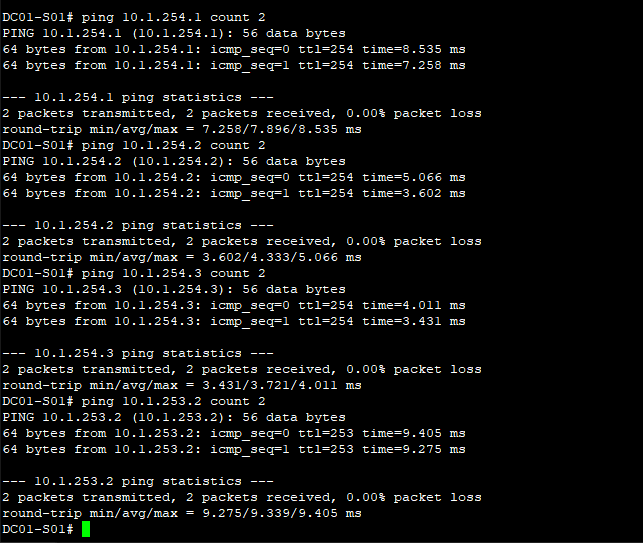 DC01-S01# ping 10.1.254.1 count 2
PING 10.1.254.1 (10.1.254.1): 56 data bytes
64 bytes from 10.1.254.1: icmp_seq=0 ttl=254 time=8.535 ms
64 bytes from 10.1.254.1: icmp_seq=1 ttl=254 time=7.258 ms

--- 10.1.254.1 ping statistics ---
2 packets transmitted, 2 packets received, 0.00% packet loss
round-trip min/avg/max = 7.258/7.896/8.535 ms
DC01-S01# ping 10.1.254.2 count 2
PING 10.1.254.2 (10.1.254.2): 56 data bytes
64 bytes from 10.1.254.2: icmp_seq=0 ttl=254 time=5.066 ms
64 bytes from 10.1.254.2: icmp_seq=1 ttl=254 time=3.602 ms

--- 10.1.254.2 ping statistics ---
2 packets transmitted, 2 packets received, 0.00% packet loss
round-trip min/avg/max = 3.602/4.333/5.066 ms
DC01-S01# ping 10.1.254.3 count 2
PING 10.1.254.3 (10.1.254.3): 56 data bytes
64 bytes from 10.1.254.3: icmp_seq=0 ttl=254 time=4.011 ms
64 bytes from 10.1.254.3: icmp_seq=1 ttl=254 time=3.431 ms

--- 10.1.254.3 ping statistics ---
2 packets transmitted, 2 packets received, 0.00% packet loss
round-trip min/avg/max = 3.431/3.721/4.011 ms
DC01-S01# ping 10.1.253.2 count 2
PING 10.1.253.2 (10.1.253.2): 56 data bytes
64 bytes from 10.1.253.2: icmp_seq=0 ttl=253 time=9.405 ms
64 bytes from 10.1.253.2: icmp_seq=1 ttl=253 time=9.275 ms

--- 10.1.253.2 ping statistics ---
2 packets transmitted, 2 packets received, 0.00% packet loss
round-trip min/avg/max = 9.275/9.339/9.405 ms
DC01-S01#